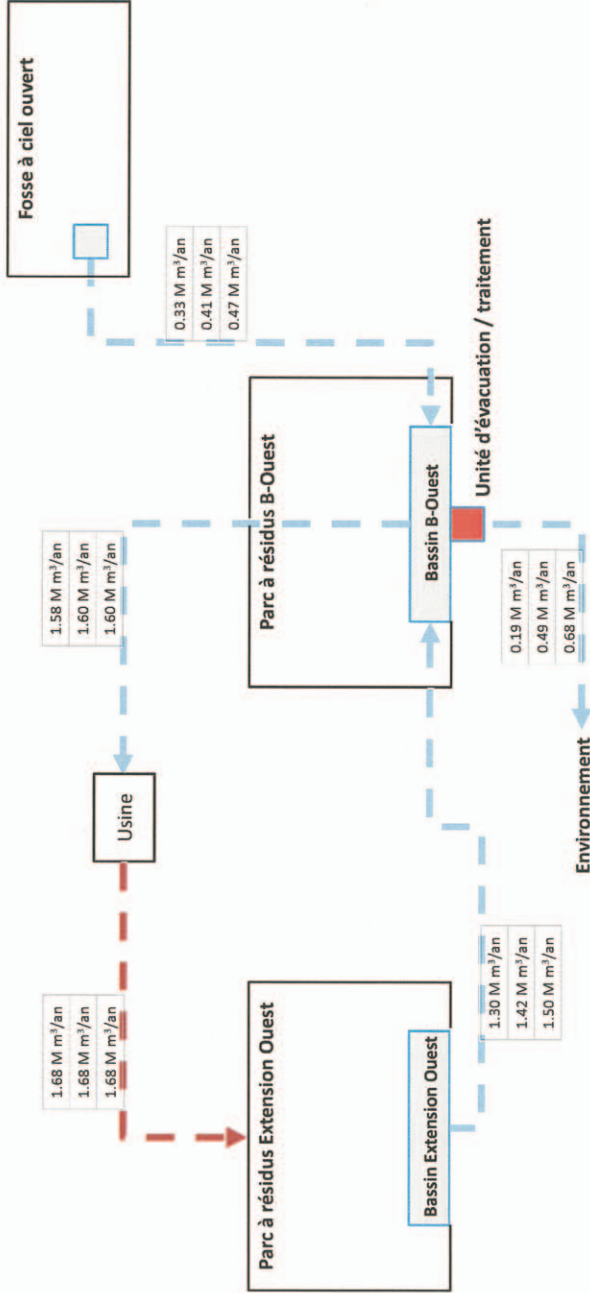 Fosse à ciel ouvert
0.33 M m³/an
0.41 M m³/an
0.47 M m³/an
1.58 M m³/an
1.60 M m³/an
1.60 M m³/an
Parc à résidus B-Ouest
Bassin B-Ouest
Unité d'évacuation / traitement
0.19 M m³/an
0.49 M m³/an
0.68 M m³/an
Environnement
Usine
1.68 M m³/an
1.68 M m³/an
1.68 M m³/an
Parc à résidus Extension Ouest
Bassin Extension Ouest
1.30 M m³/an
1.42 M m³/an
1.50 M m³/an